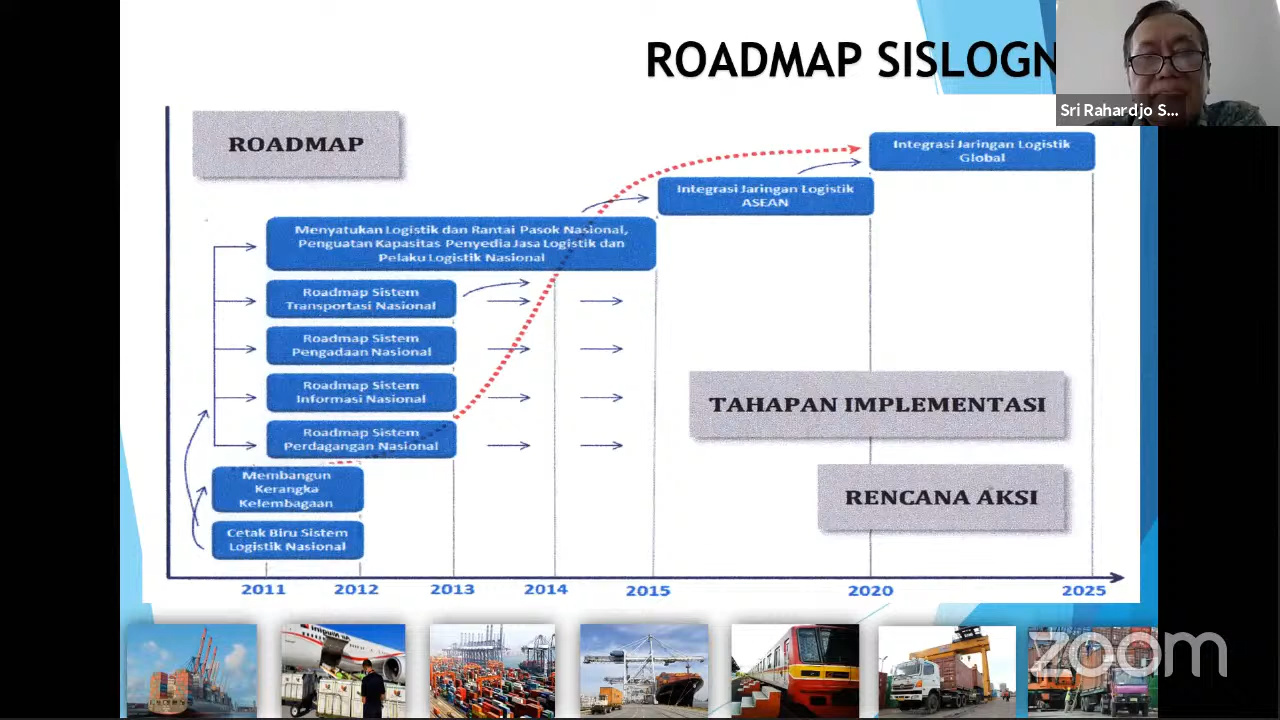 ROADMAP SISLOGN
Sri Rahardjo S...
ROADMAP
Integrasi Jaringan Logistik
Global
Integrasi Jaringan Logistik
ASEAN
Menyatukan Logistik dan Rantai Pasok Nasional,
Penguatan Kapasitas Penyedia Jasa Logistik dan
Pelaku Logistik Nasional
Roadmap Sistem
Transportasi Nasional
Roadmap Sistem
Pengadaan Nasional
Roadmap Sistem
Informasi Nasional
Roadmap Sistem
Perdagangan Nasional
Membangun
Kerangka
Kelembagaan
Cetak Biru Sistem
Logistik Nasional
TAHAPAN IMPLEMENTASI
RENCANA AKSI
2011 2012 2013 2014 2015 2020 2025
zoom